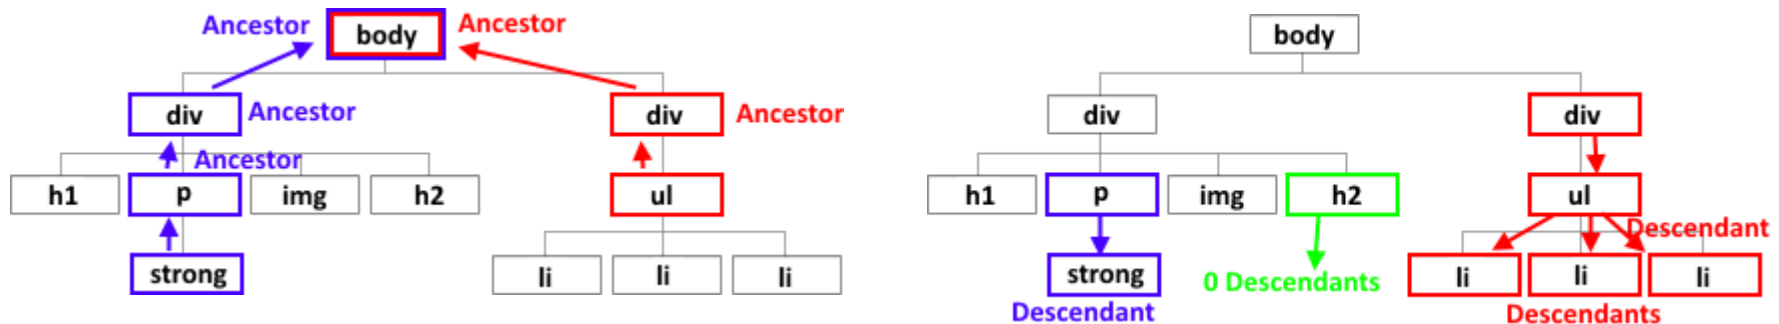 Ancestor body Ancestor
div Ancestor div Ancestor
Ancestor
h1 p img h2 ul
strong li li li
body
div div
h1 p img h2 ul
Descendant
strong 0 Descendants li li li
Descendant Descendants